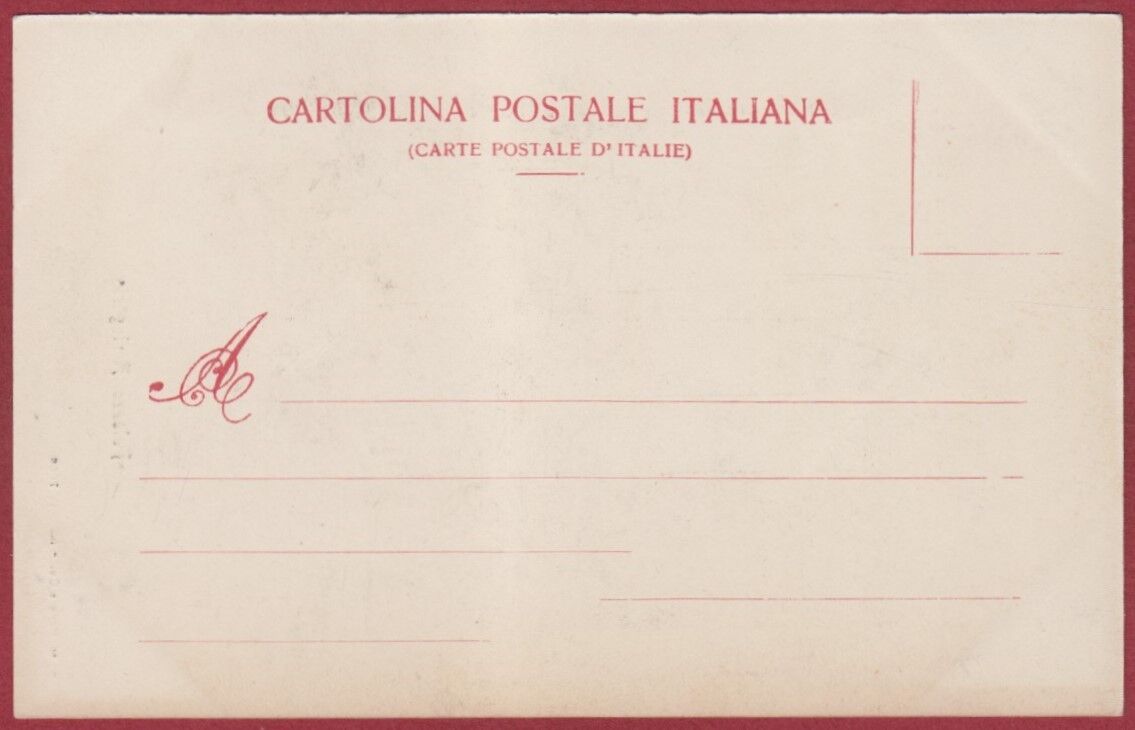 CARTOLINA POSTALE ITALIANA
(CARTE POSTALE D'ITALIE)
A